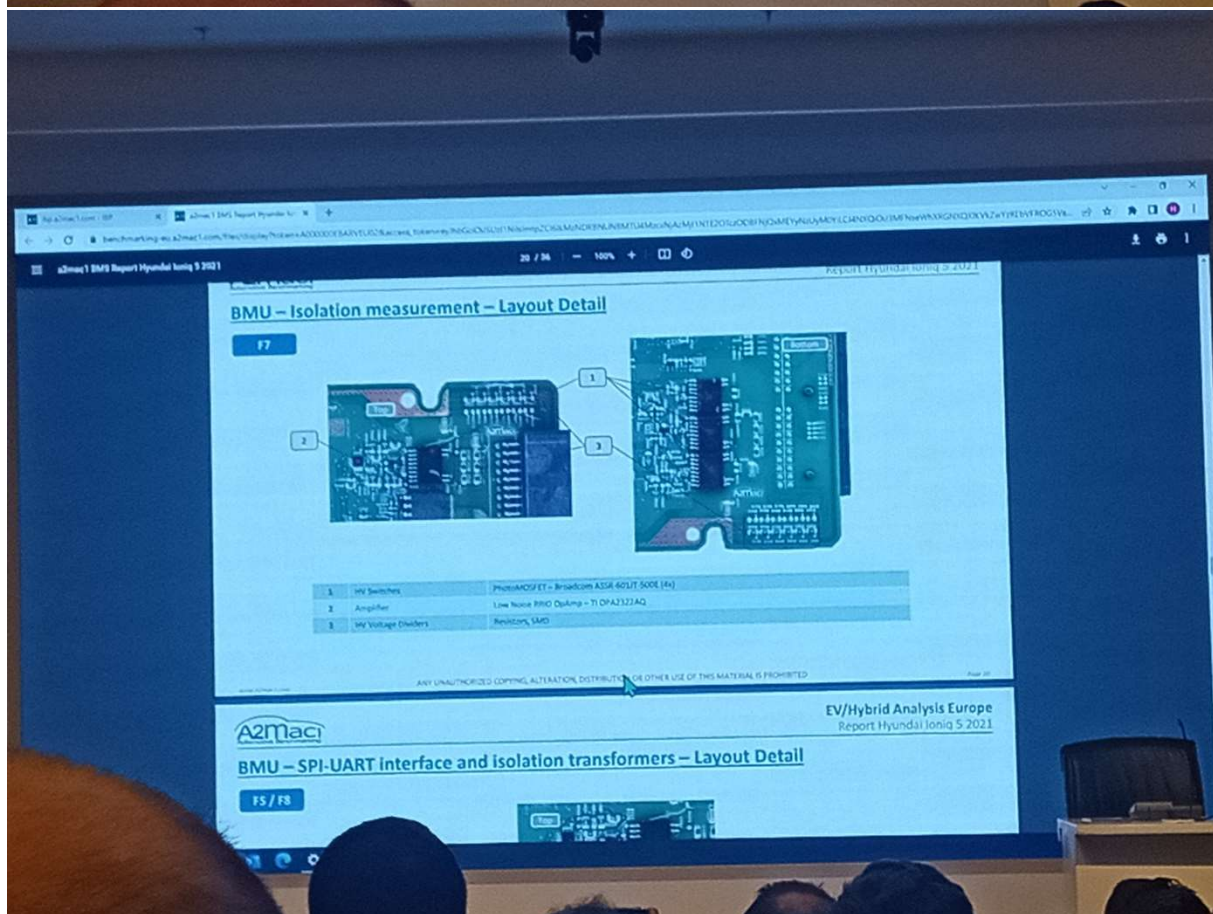 a2mac1 BMS Report Hyundai Ioniq 5 2021
20 / 36
100%
Report Hyundai Ioniq 5 2021
BMU – Isolation measurement – Layout Detail
F7
Top
Bottom
1
2
3
1 HV Switches PhotoMOSFET – Broadcom ASSR-601JT-500E (4x)
2 Amplifier Low Noise RRIO OpAmp – TI OPA2322AQ
3 HV Voltage Dividers Resistors, SMD
ANY UNAUTHORIZED COPYING, ALTERATION, DISTRIBUTION OR OTHER USE OF THIS MATERIAL IS PROHIBITED
Page 20
A2Mac1
Automotive Benchmarking
EV/Hybrid Analysis Europe
Report Hyundai Ioniq 5 2021
BMU – SPI-UART interface and isolation transformers – Layout Detail
F5 / F8
Top